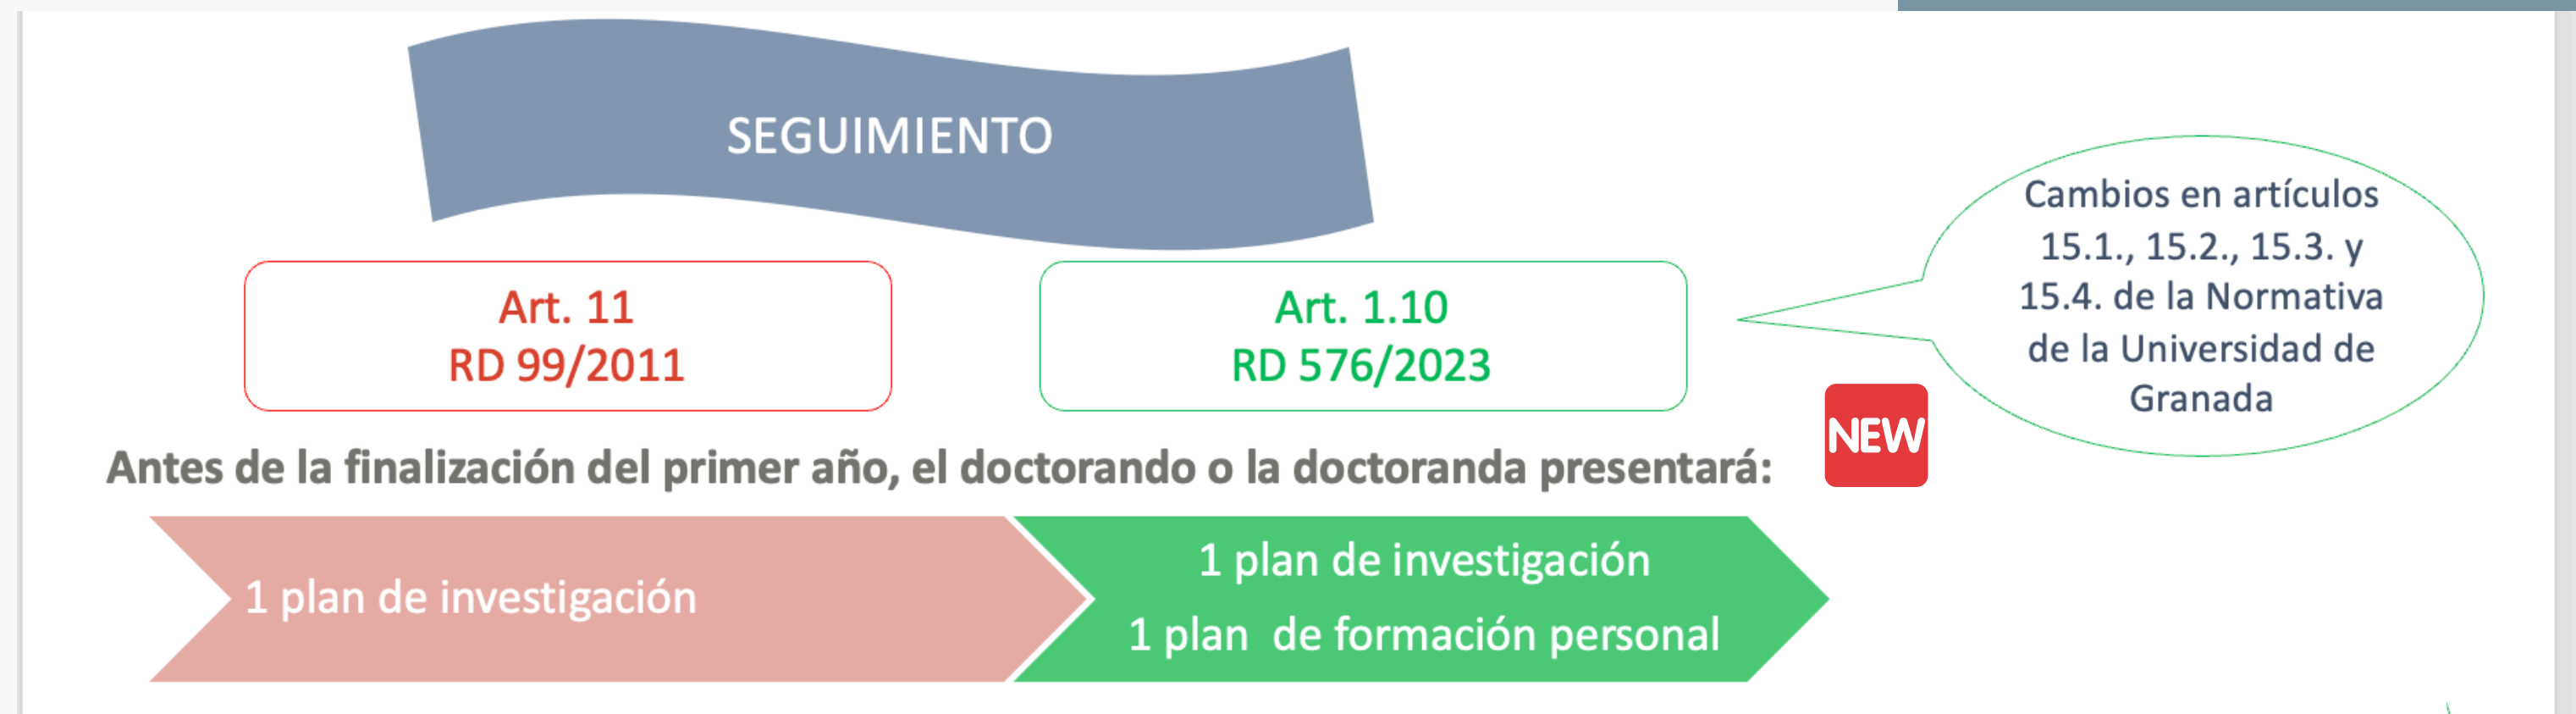 SEGUIMIENTO
Art. 11
RD 99/2011
Art. 1.10
RD 576/2023
Cambios en artículos
15.1., 15.2., 15.3. y
15.4. de la Normativa
de la Universidad de
Granada
NEW
Antes de la finalización del primer año, el doctorando o la doctoranda presentará:
1 plan de investigación
1 plan de investigación
1 plan  de formación personal